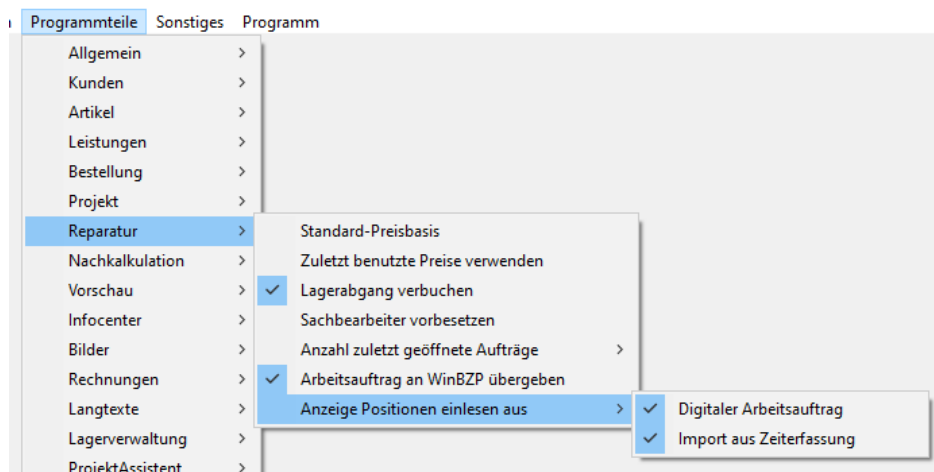 Programmteile Sonstiges Programm
Allgemein
Kunden
Artikel
Leistungen
Bestellung
Projekt
Reparatur
Nachkalkulation
Vorschau
Infocenter
Bilder
Rechnungen
Langtexte
Lagerverwaltung
ProjektAssistent
Standard-Preisbasis
Zuletzt benutzte Preise verwenden
Lagerabgang verbuchen
Sachbearbeiter vorbesetzen
Anzahl zuletzt geöffnete Aufträge
Arbeitsauftrag an WinBZP übergeben
Anzeige Positionen einlesen aus
Digitaler Arbeitsauftrag
Import aus Zeiterfassung